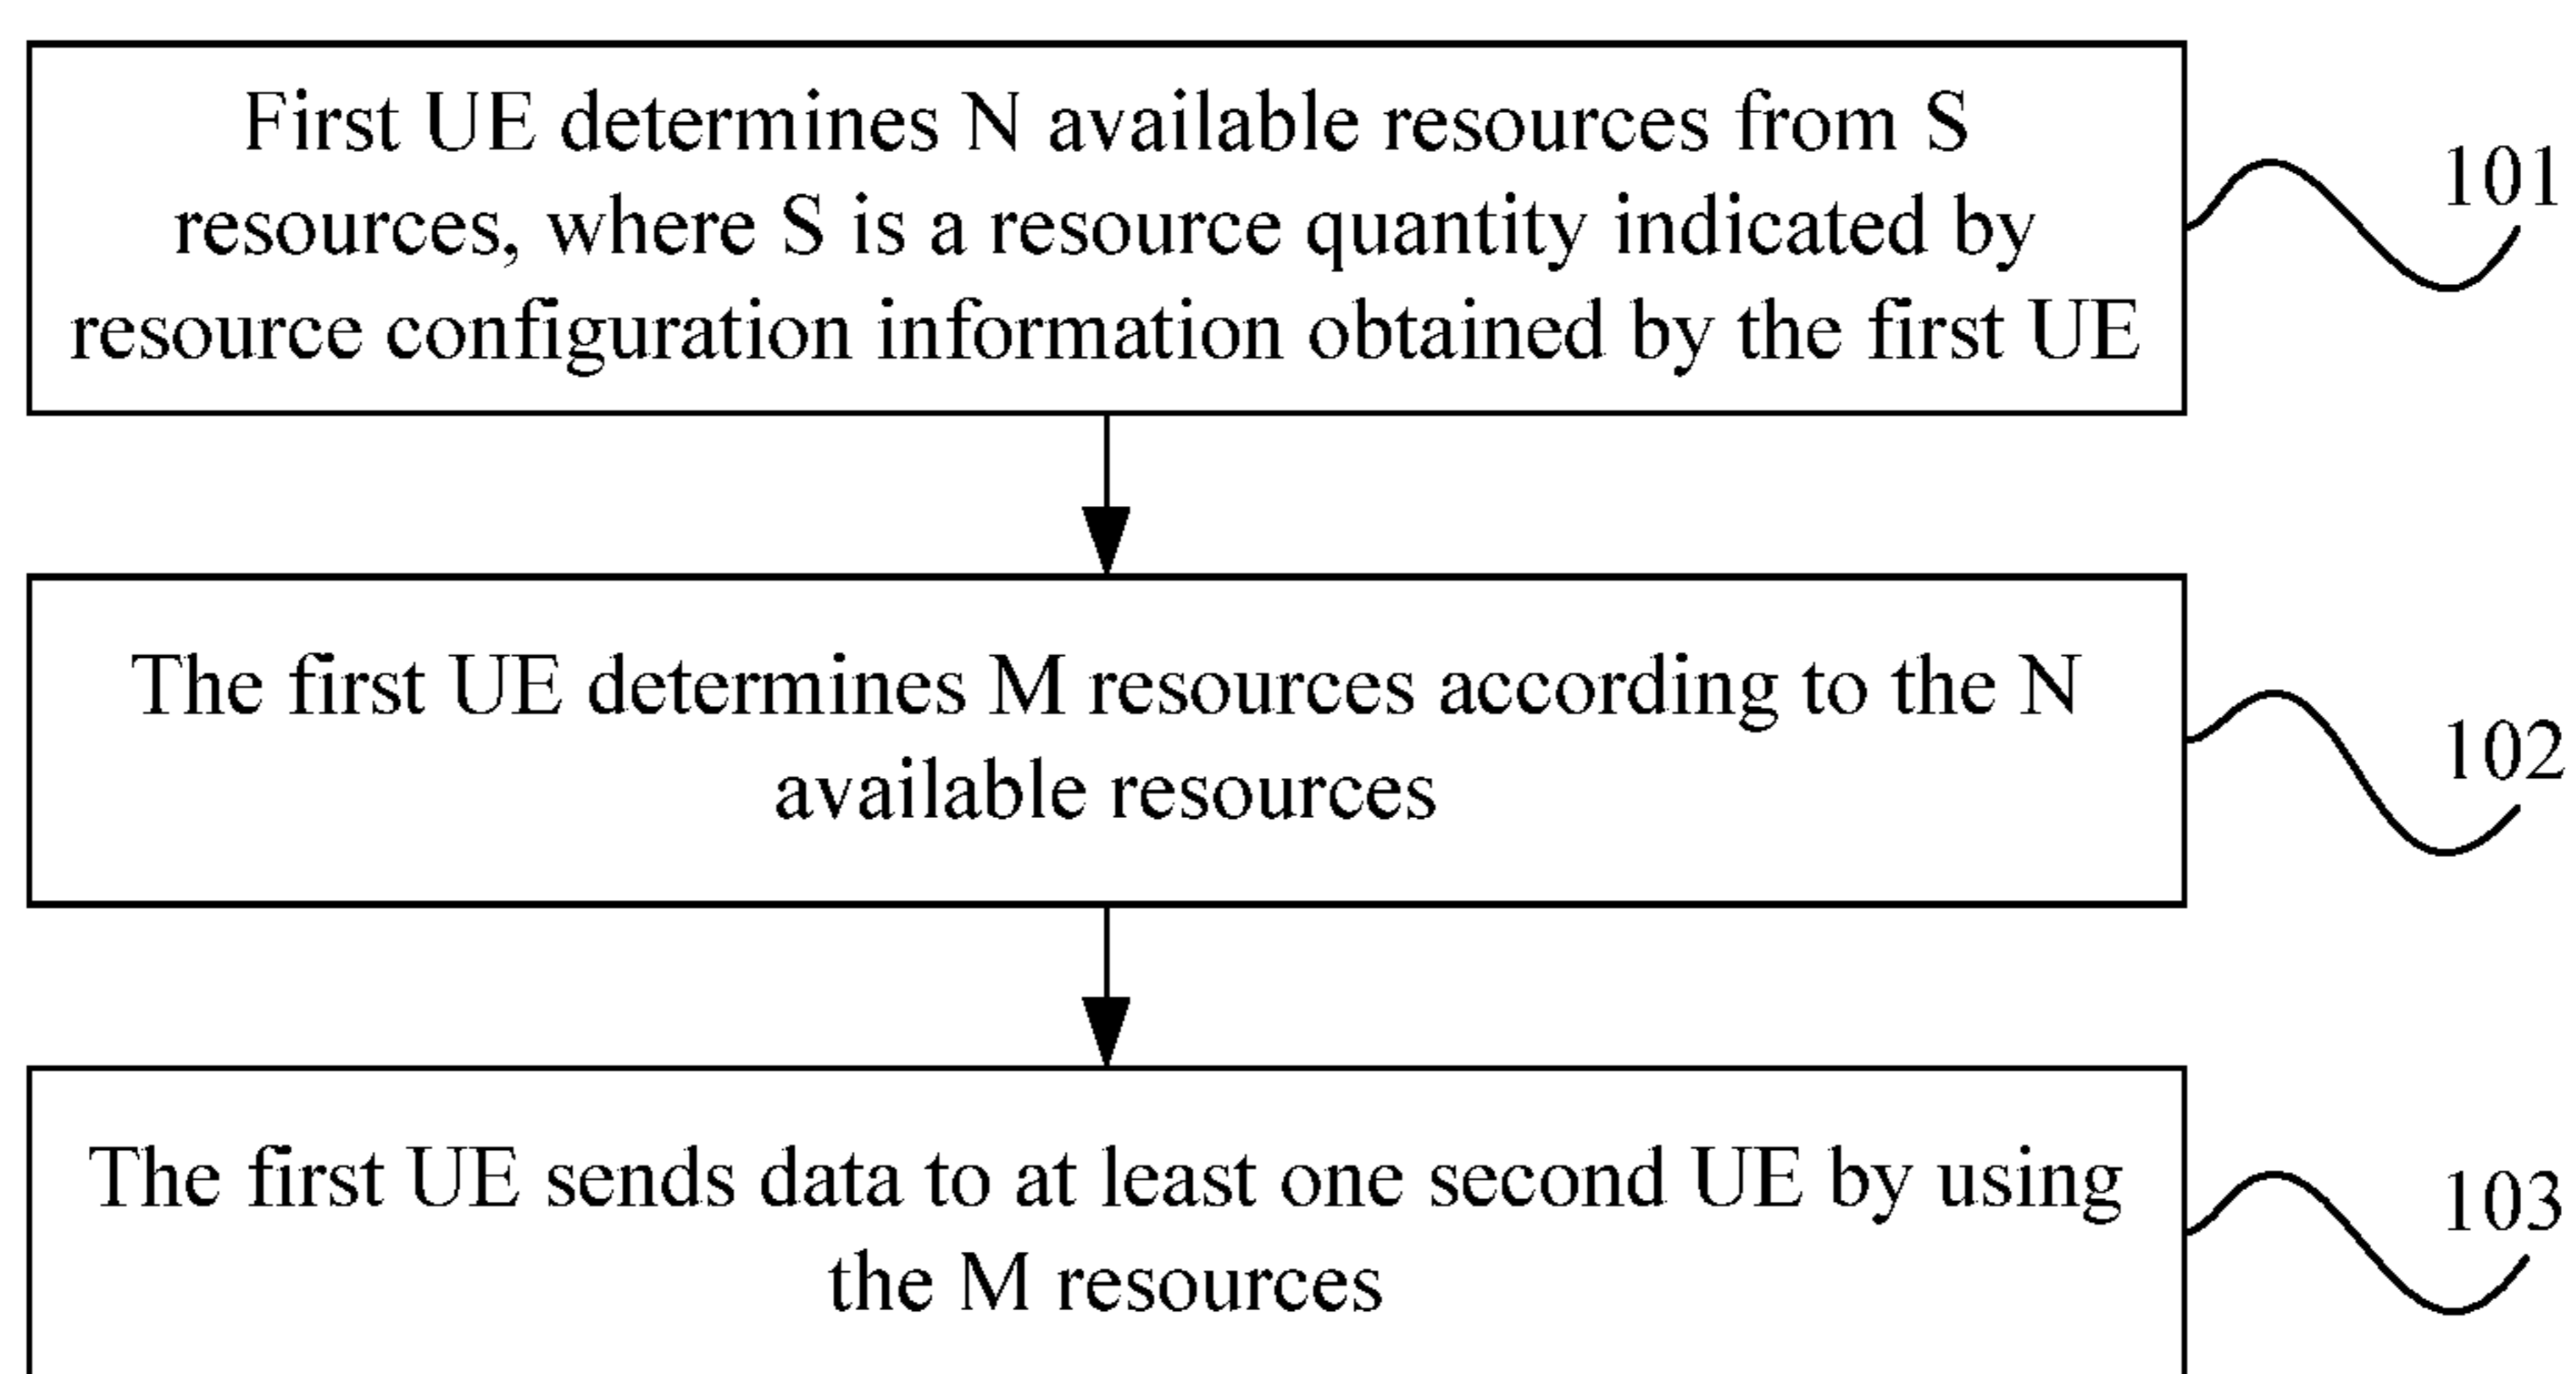 First UE determines N available resources from S
resources, where S is a resource quantity indicated by
resource configuration information obtained by the first UE
101
The first UE determines M resources according to the N
available resources
102
The first UE sends data to at least one second UE by using
the M resources
103